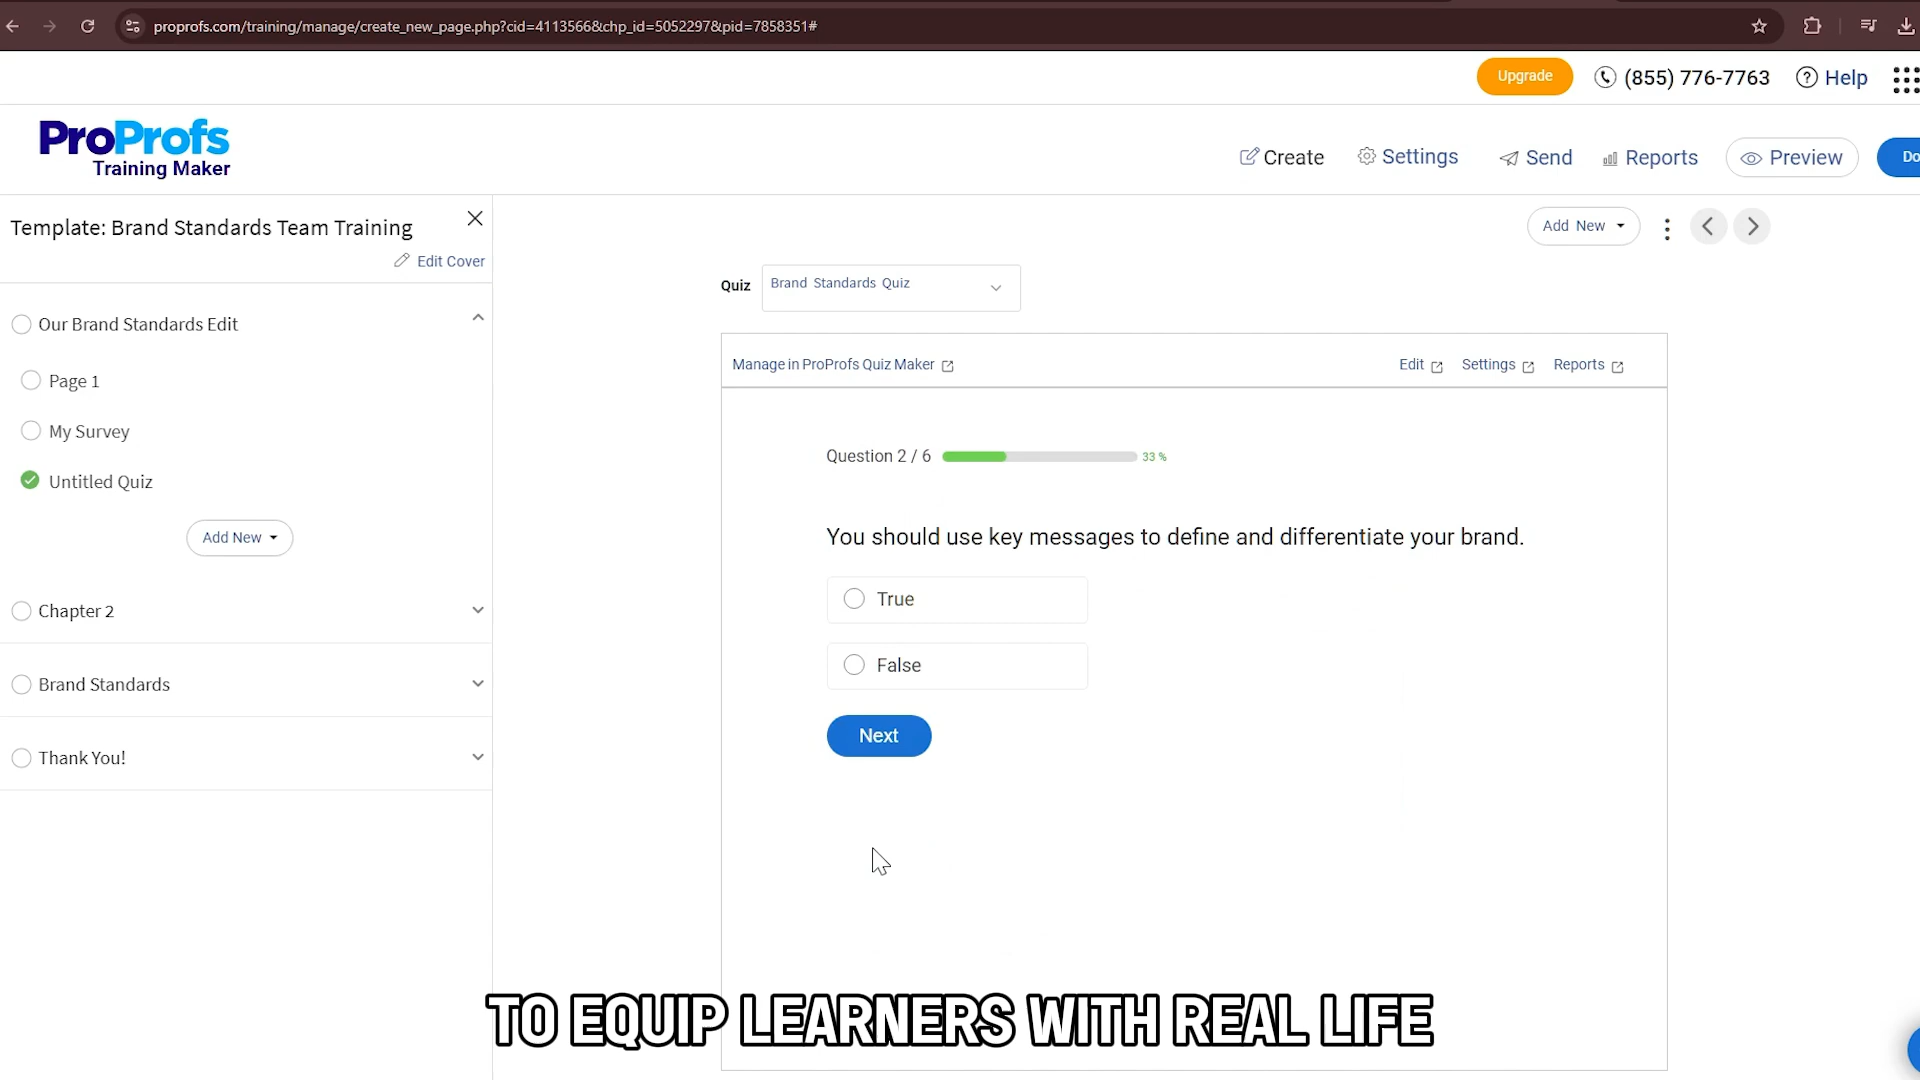 proprofs.com/training/manage/create_new_page.php?cid=4113566&chp_id=5052297&pid=7858351#
Upgrade
(855) 776-7763
Help
ProProfs
Training Maker
Create
Settings
Send
Reports
Preview
Do
Template: Brand Standards Team Training
Edit Cover
Add New
Quiz
Brand Standards Quiz
Our Brand Standards Edit
Page 1
My Survey
Untitled Quiz
Add New
Chapter 2
Brand Standards
Thank You!
Manage in ProProfs Quiz Maker
Edit
Settings
Reports
Question 2 / 6
33 %
You should use key messages to define and differentiate your brand.
True
False
Next
TO EQUIP LEARNERS WITH REAL LIFE